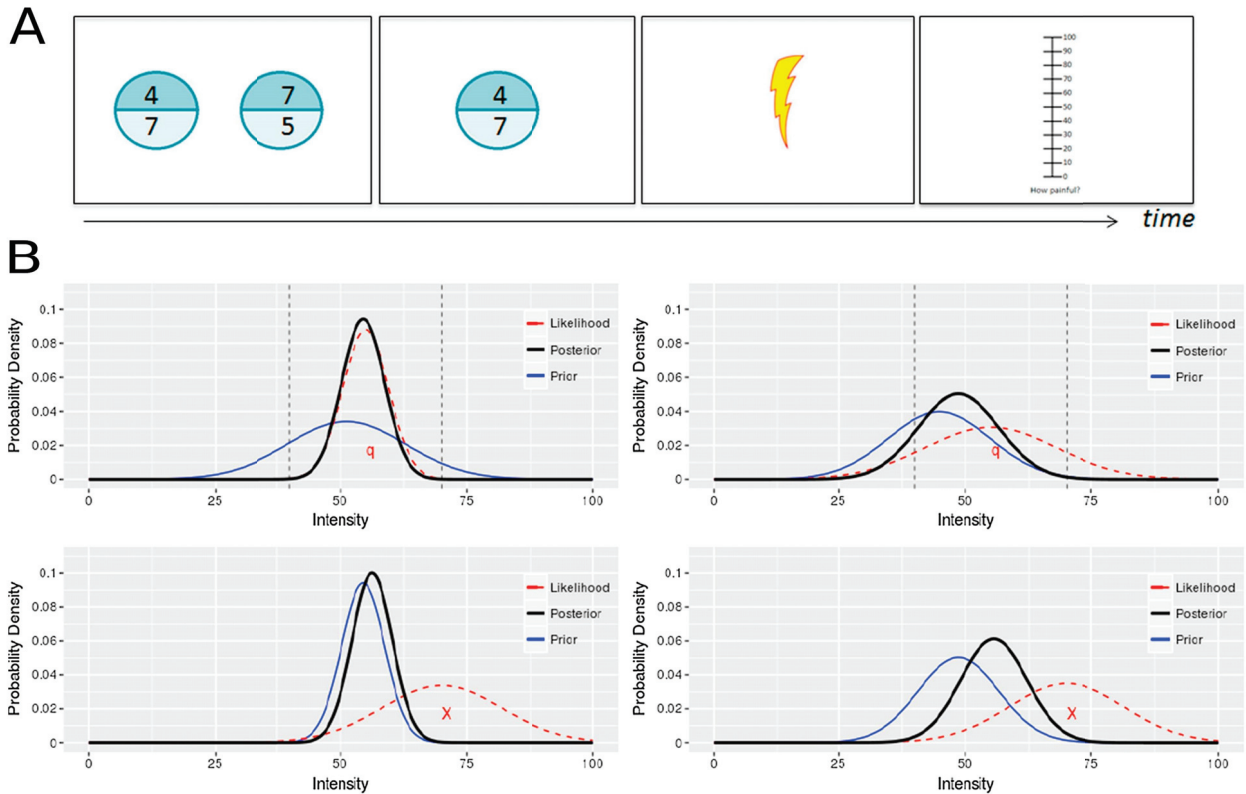 A
4
7
7
5
4
7
100
90
80
70
60
50
40
30
20
10
0
How painful?
time
B
Probability Density
0.1
0.08
0.06
0.04
0.02
0
Likelihood
Posterior
Prior
q
0 25 50 75 100
Intensity
Probability Density
0.1
0.08
0.06
0.04
0.02
0
Likelihood
Posterior
Prior
q
0 25 50 75 100
Intensity
Probability Density
0.1
0.08
0.06
0.04
0.02
0
Likelihood
Posterior
Prior
X
0 25 50 75 100
Intensity
Probability Density
0.1
0.08
0.06
0.04
0.02
0
Likelihood
Posterior
Prior
X
0 25 50 75 100
Intensity